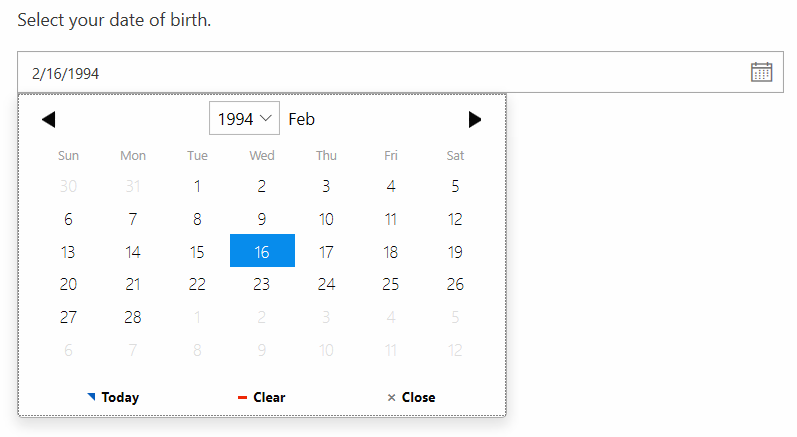 Select your date of birth.
2/16/1994
1994 Feb
Sun Mon Tue Wed Thu Fri Sat
30 31 1 2 3 4 5
6 7 8 9 10 11 12
13 14 15 16 17 18 19
20 21 22 23 24 25 26
27 28 1 2 3 4 5
6 7 8 9 10 11 12
Today Clear Close